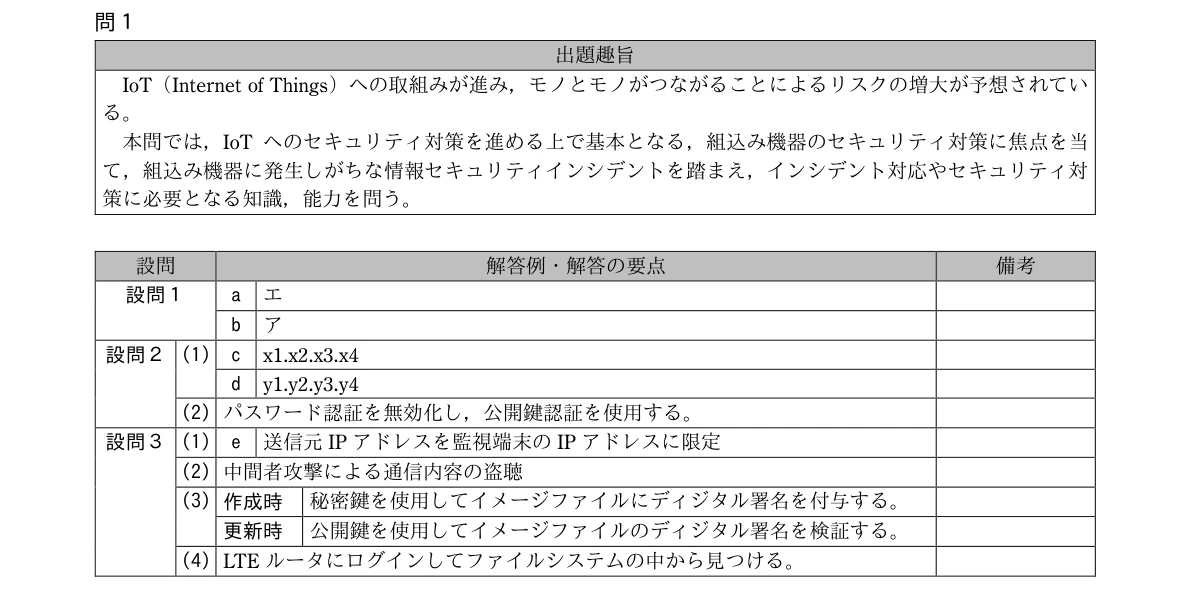 問1
出題趣旨
IoT（Internet of Things）への取組みが進み，モノとモノがつながることによるリスクの増大が予想されてい
る。
本問では，IoT へのセキュリティ対策を進める上で基本となる，組込み機器のセキュリティ対策に焦点を当
て，組込み機器に発生しがちな情報セキュリティインシデントを踏まえ，インシデント対応やセキュリティ対
策に必要となる知識，能力を問う。
設問 解答例・解答の要点 備考
設問1 a エ
b ア
設問2 (1) c x1.x2.x3.x4
d y1.y2.y3.y4
(2) パスワード認証を無効化し，公開鍵認証を使用する。
設問3 (1) e 送信元 IP アドレスを監視端末の IP アドレスに限定
(2) 中間者攻撃による通信内容の盗聴
(3) 作成時 秘密鍵を使用してイメージファイルにディジタル署名を付与する。
更新時 公開鍵を使用してイメージファイルのディジタル署名を検証する。
(4) LTE ルータにログインしてファイルシステムの中から見つける。